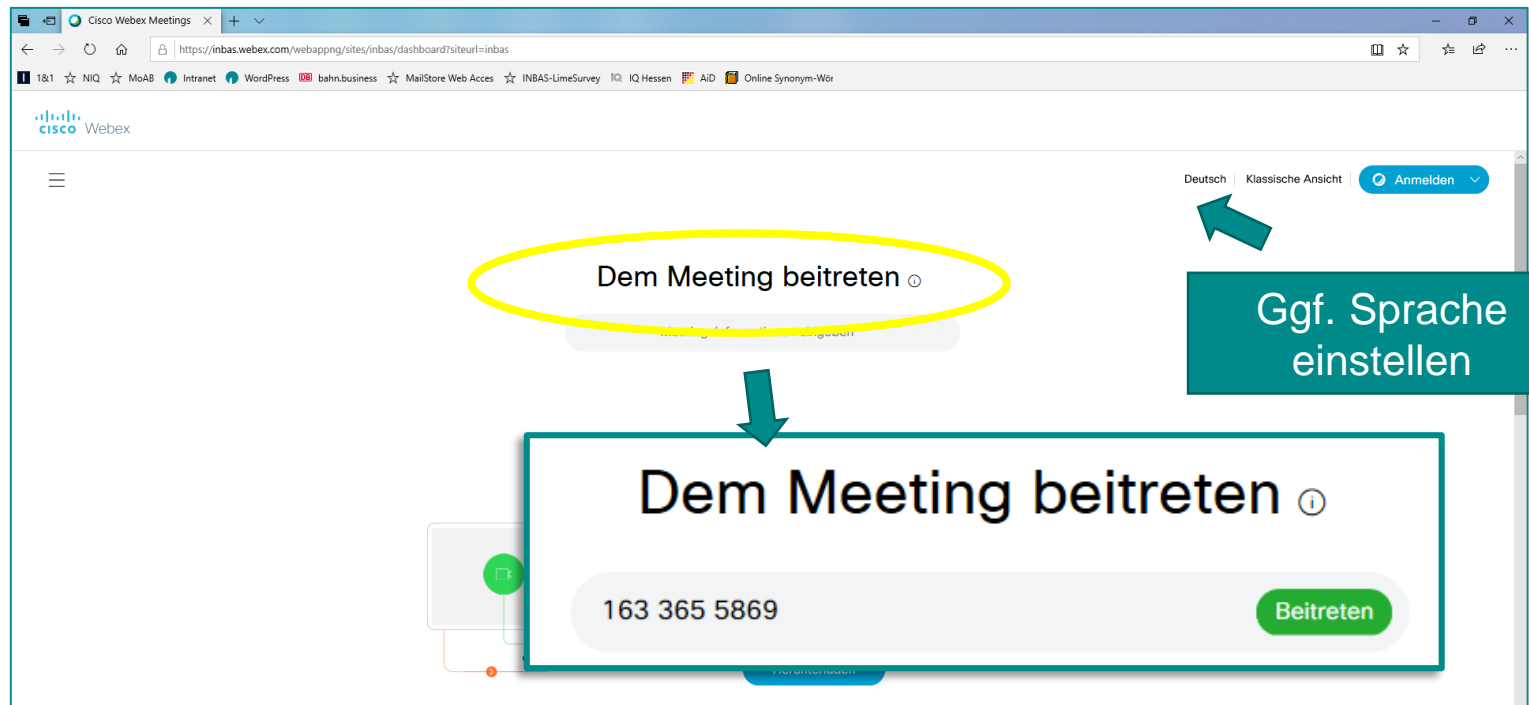 Cisco Webex Meetings
https://inbas.webex.com/webappng/sites/inbas/dashboard?siteurl=inbas
1&1 NIQ MoAB Intranet WordPress bahn.business MailStore Web Acces INBAS-LimeSurvey IQ Hessen AiD Online Synonym-Wör
cisco Webex
Deutsch Klassische Ansicht Anmelden
Dem Meeting beitreten
Ggf. Sprache
einstellen
Dem Meeting beitreten
163 365 5869 Beitreten